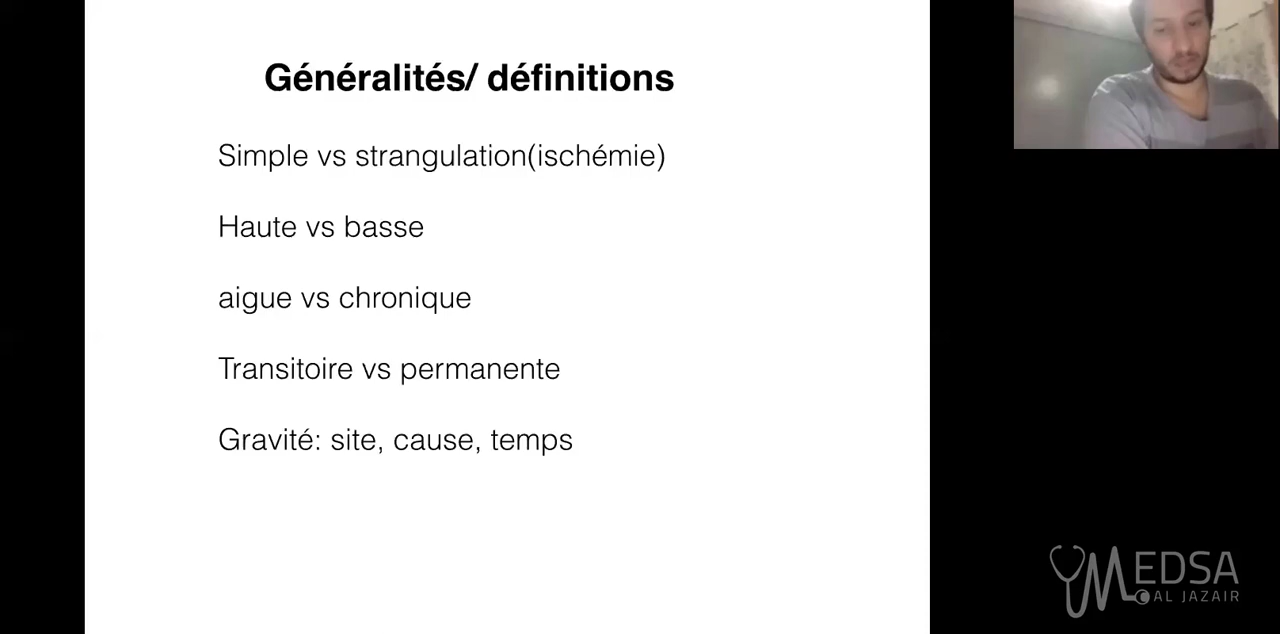 Généralités/ définitions
Simple vs strangulation(ischémie)
Haute vs basse
aigue vs chronique
Transitoire vs permanente
Gravité: site, cause, temps
MEDSA
AL JAZAIR